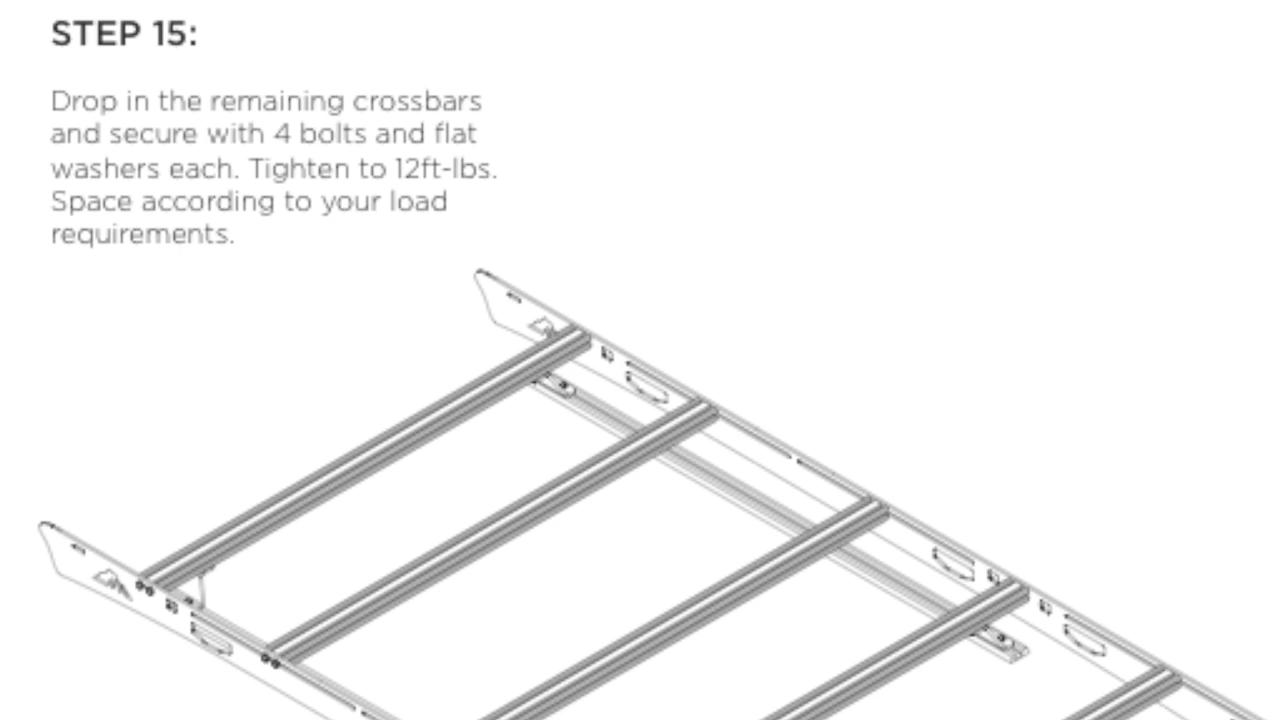 STEP 15:
Drop in the remaining crossbars
and secure with 4 bolts and flat
washers each. Tighten to 12ft-lbs.
Space according to your load
requirements.